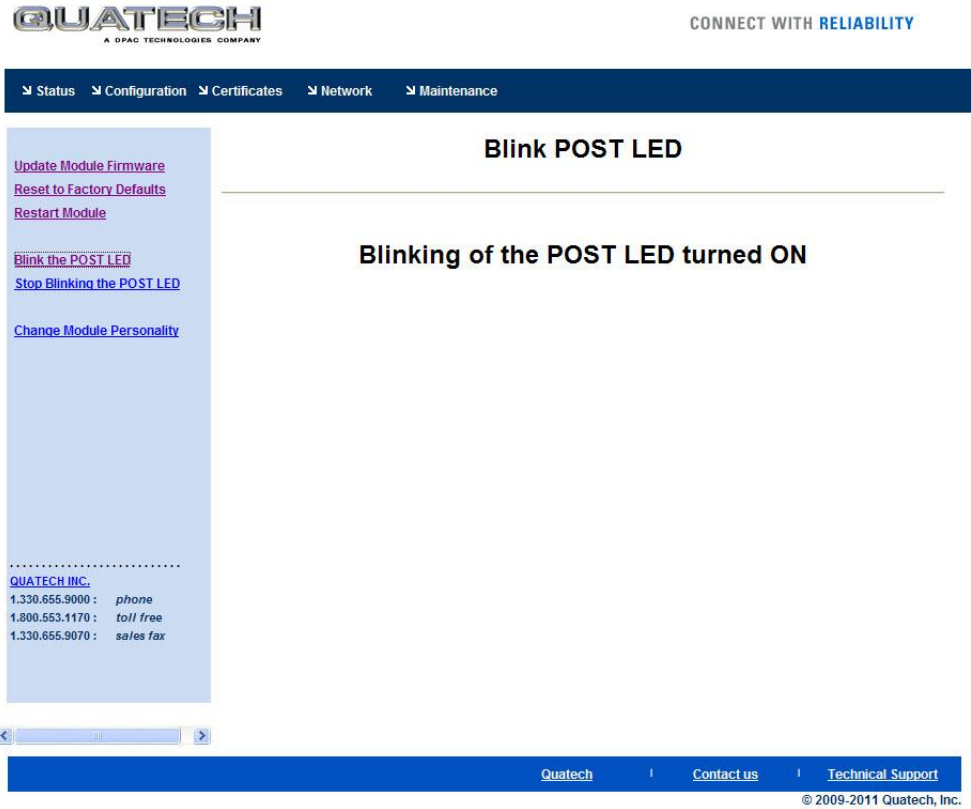 QUATECH
A DPAC TECHNOLOGIES COMPANY
CONNECT WITH RELIABILITY
Status Configuration Certificates Network Maintenance
Update Module Firmware
Reset to Factory Defaults
Restart Module
Blink the POST LED
Stop Blinking the POST LED
Change Module Personality
Blink POST LED
Blinking of the POST LED turned ON
QUATECH INC.
1.330.655.9000 : phone
1.800.553.1170 : toll free
1.330.655.9070 : sales fax
Quatech | Contact us | Technical Support
© 2009-2011 Quatech, Inc.